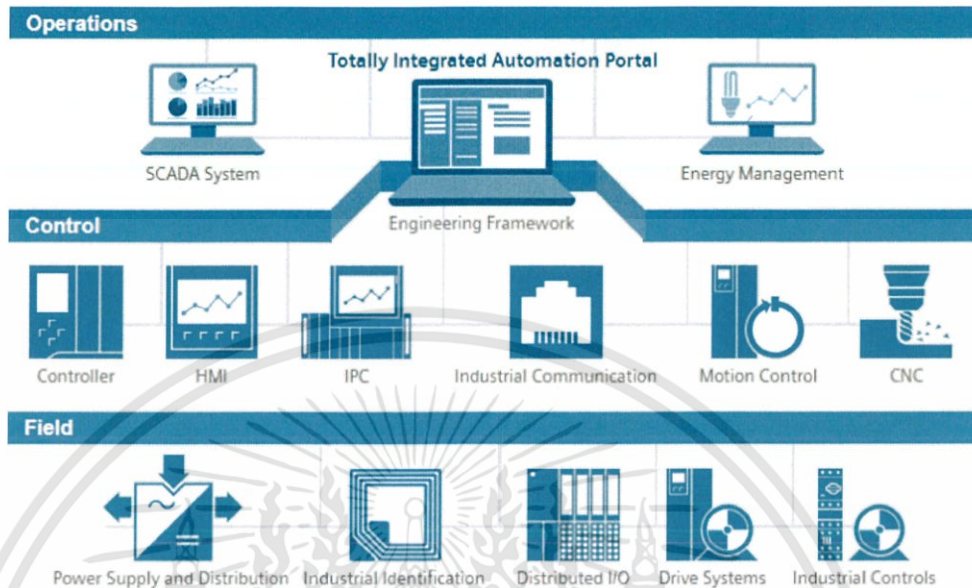 Operations
Totally Integrated Automation Portal
SCADA System
Energy Management
Engineering Framework
Control
Controller HMI IPC Industrial Communication Motion Control CNC
Field
Power Supply and Distribution Industrial Identification Distributed I/O Drive Systems Industrial Controls